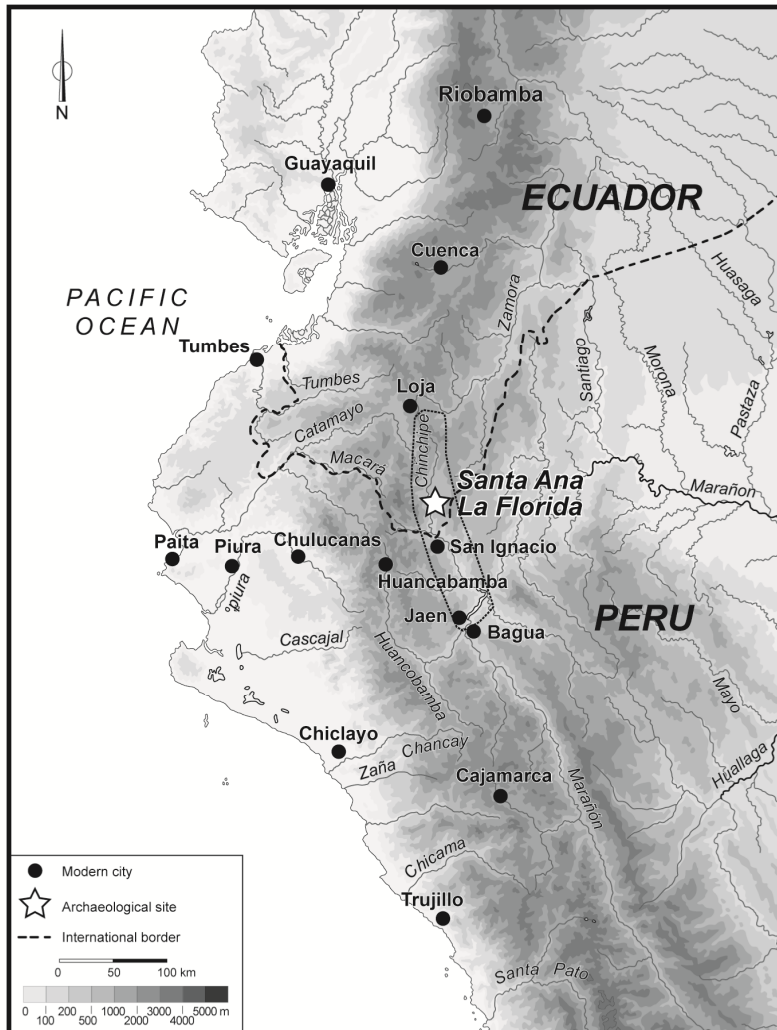 N
Riobamba
Guayaquil
ECUADOR
Cuenca
Huasaga
Zamora
PACIFIC
OCEAN
Santiago
Morona
Pastaza
Tumbes
Tumbes
Loja
Catamayo
Chinchipe
Macará
Santa Ana
La Florida
Marañon
Paita
Piura
Chulucanas
San Ignacio
Huancabamba
piura
Jaen
PERU
Bagua
Cascajal
Huancobamba
Mayo
Chiclayo
Chancay
Zaña
Huallaga
Cajamarca
Marañón
Chicama
Trujillo
Santa Pato
Modern city
Archaeological site
International border
0 50 100 km
0 200 1000 3000 5000 m
100 500 2000 4000